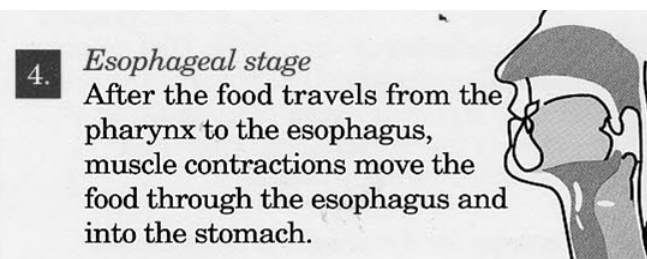 4. Esophageal stage
After the food travels from the
pharynx to the esophagus,
muscle contractions move the
food through the esophagus and
into the stomach.